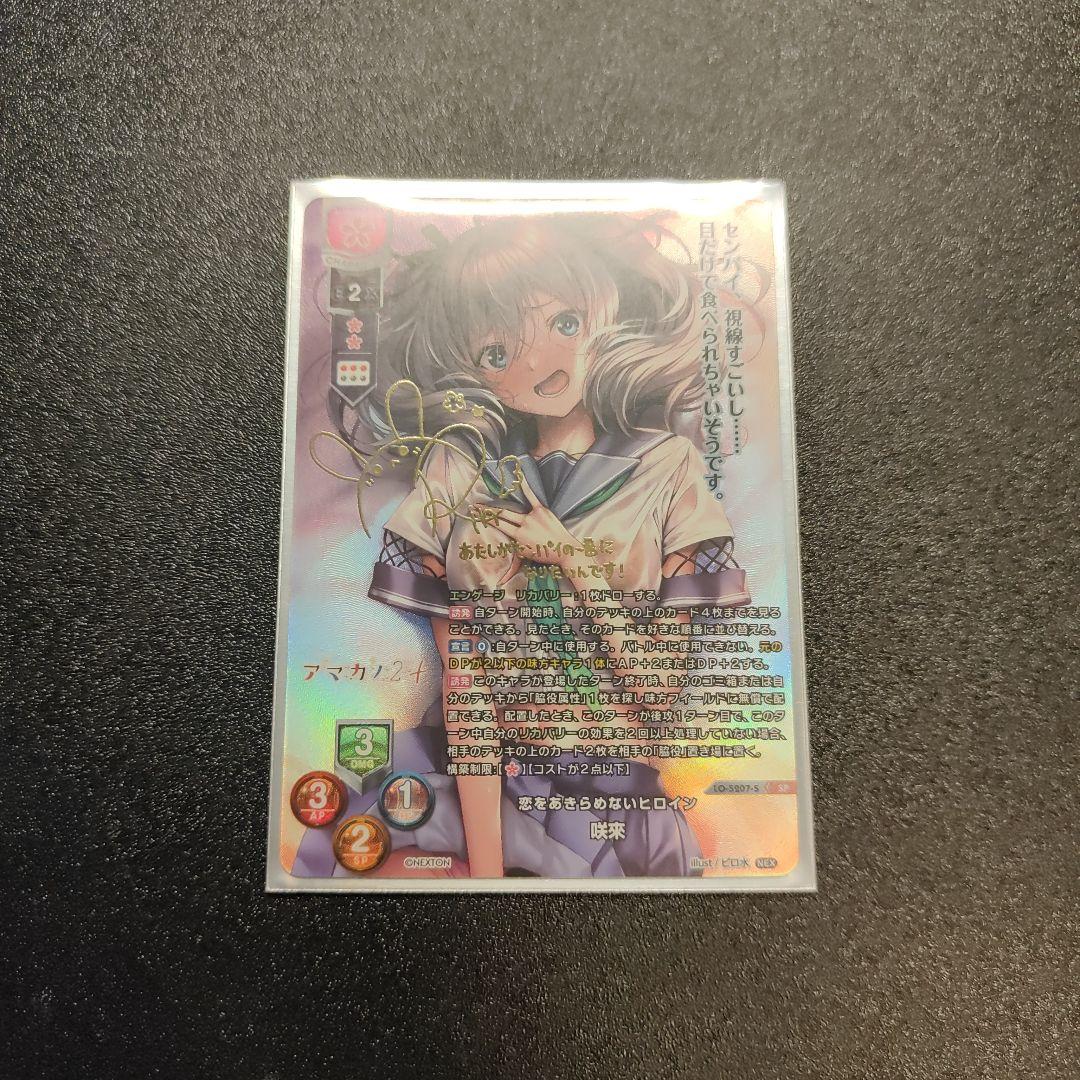 センパイ、視線すごいし……
目だけで食べられちゃいそうです。
2
あたしがセンパイの一番に
なりたいんです!
エンゲージ リカバリー:1枚ドローする。
誘発 自ターン開始時、自分のデッキの上のカード4枚までを見る
ことができる。見たとき、そのカードを好きな順番に並び替える。
宣言 0:自ターン中に使用する。バトル中に使用できない。元の
DPが2以下の味方キャラ1体にAP+2またはDP+2する。
誘発 このキャラが登場したターン終了時、自分のゴミ箱または自
分のデッキから「脇役属性」1枚を探し味方フィールドに無償で配
置できる。配置したとき、このターンが後攻1ターン目で、このター
ン中自分のリカバリーの効果を2回以上処理していない場合、
相手のデッキの上のカード2枚を相手の「脇役」置き場に置く。
構築制限:[ ][コストが2点以下]
アマカノ2+
3
OMG
3
AP
1
2
SP
LO-5207-S SP
恋をあきらめないヒロイン
咲來
©NEXTON
illust / ピロ水 NEX